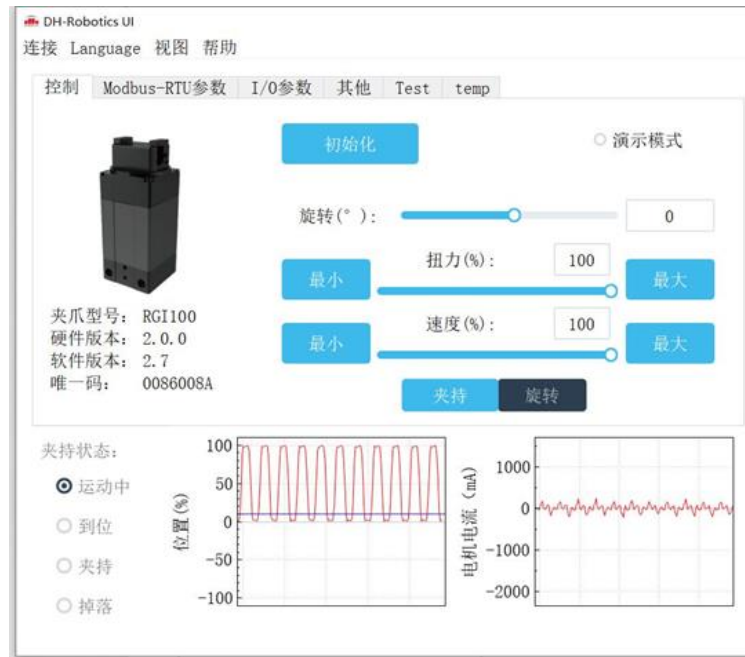 DH-Robotics UI
连接 Language 视图 帮助
控制 Modbus-RTU参数 I/O参数 其他 Test temp
初始化
演示模式
旋转(°): 0
扭力(%): 100
最小 最大
速度(%): 100
最小 最大
夹持 旋转
夹爪型号: RGI100
硬件版本: 2.0.0
软件版本: 2.7
唯一码: 0086008A
夹持状态:
运动中
到位
夹持
掉落
位置(%)
100
50
0
-50
-100
电机电流 (mA)
1000
0
-1000
-2000